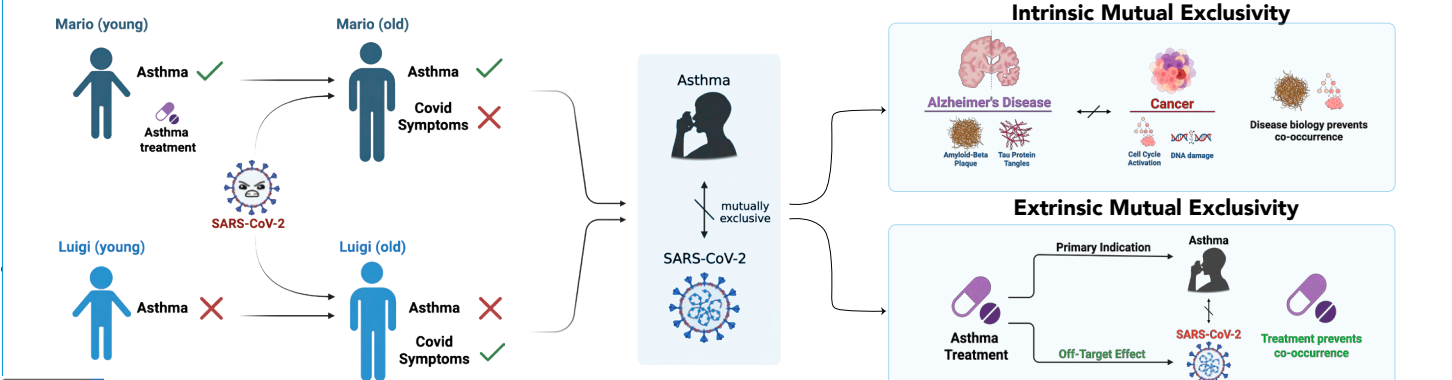 Mario (young)
Asthma
Asthma
treatment
Mario (old)
Asthma
Covid
Symptoms
SARS-CoV-2
Luigi (young)
Asthma
Luigi (old)
Asthma
Covid
Symptoms
Asthma
mutually
exclusive
SARS-CoV-2
Intrinsic Mutual Exclusivity
Alzheimer's Disease
Amyloid-Beta
Plaque
Tau Protein
Tangles
Cancer
Cell Cycle
Activation
DNA damage
Disease biology prevents
co-occurrence
Extrinsic Mutual Exclusivity
Asthma
Treatment
Primary Indication
Off-Target Effect
Asthma
SARS-CoV-2
Treatment prevents
co-occurrence